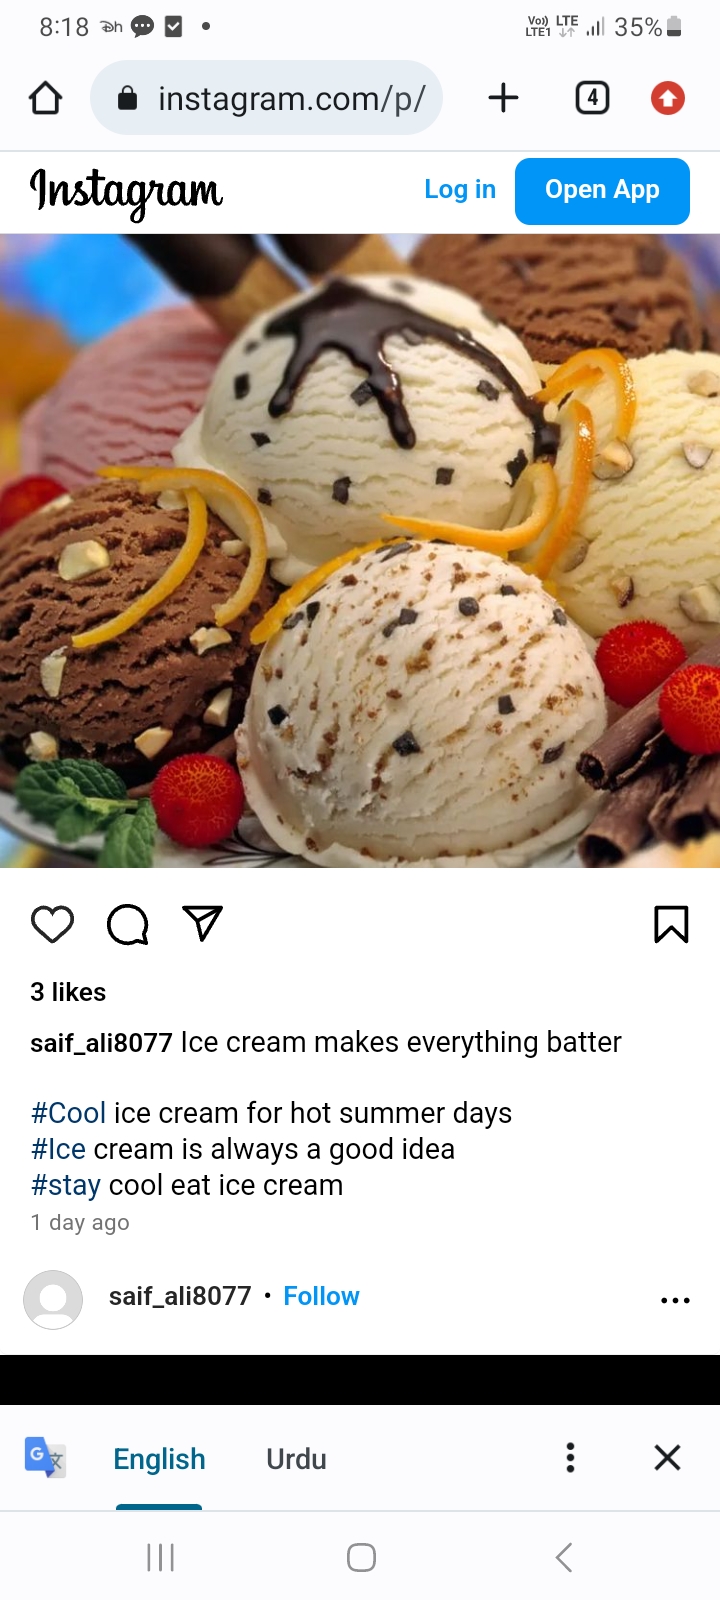 8:18 Dh Vo)) LTE1 LTE 35%
instagram.com/p/ 4
Instagram Log in Open App
3 likes
saif_ali8077 Ice cream makes everything batter
#Cool ice cream for hot summer days
#Ice cream is always a good idea
#stay cool eat ice cream
1 day ago
saif_ali8077 • Follow
G 文 English Urdu